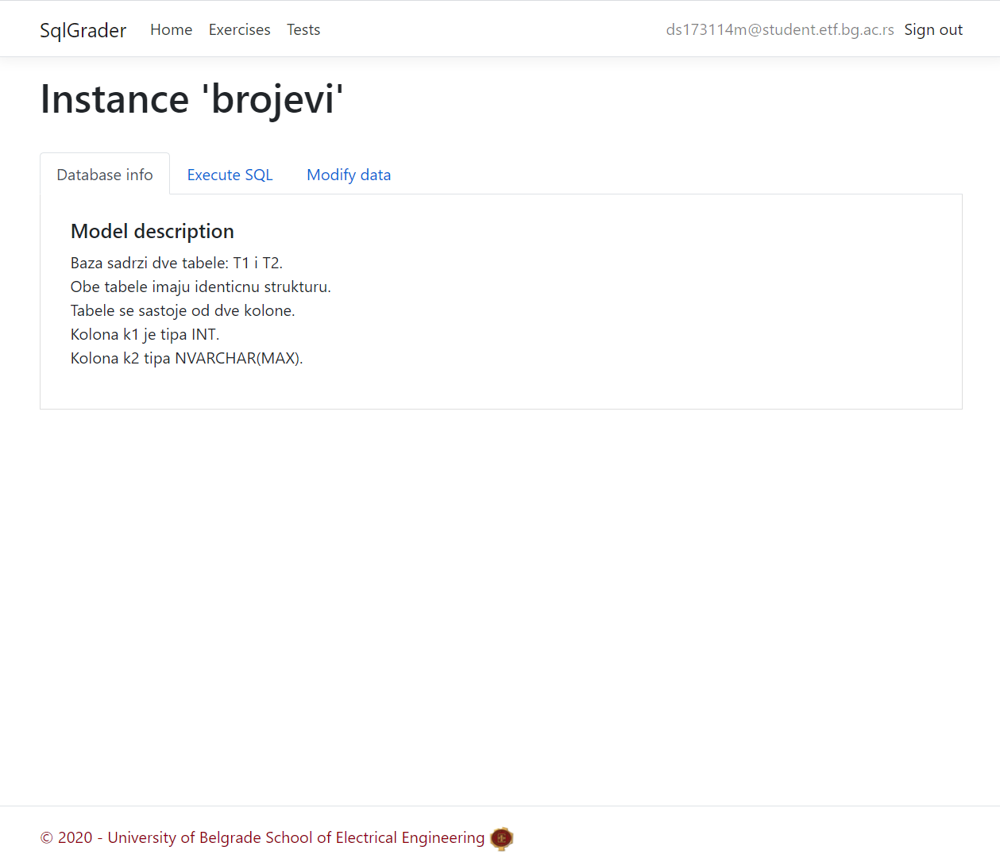 SqlGrader Home Exercises Tests ds173114m@student.etf.bg.ac.rs Sign out
Instance 'brojevi'
Database info Execute SQL Modify data
Model description
Baza sadrzi dve tabele: T1 i T2.
Obe tabele imaju identicnu strukturu.
Tabele se sastoje od dve kolone.
Kolona k1 je tipa INT.
Kolona k2 tipa NVARCHAR(MAX).
© 2020 - University of Belgrade School of Electrical Engineering